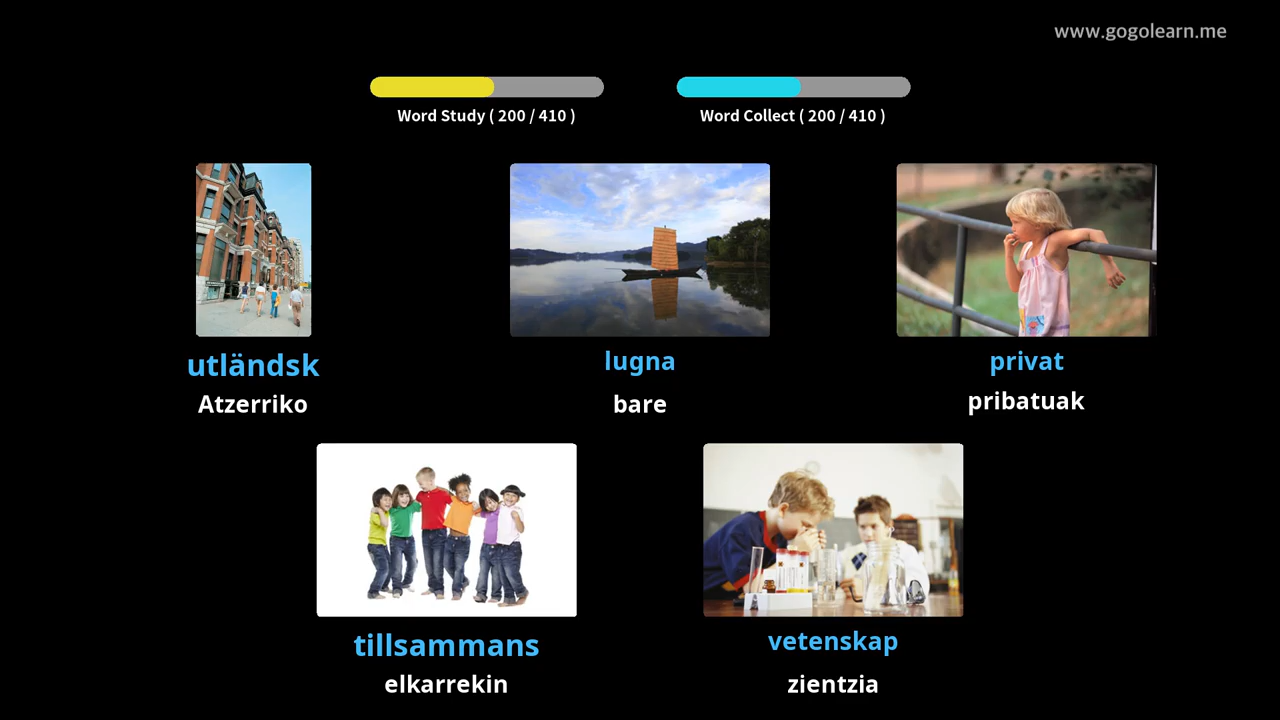 www.gogolearn.me
Word Study ( 200 / 410 )
Word Collect ( 200 / 410 )
utländsk
Atzerriko
lugna
bare
privat
pribatuak
tillsammans
elkarrekin
vetenskap
zientzia